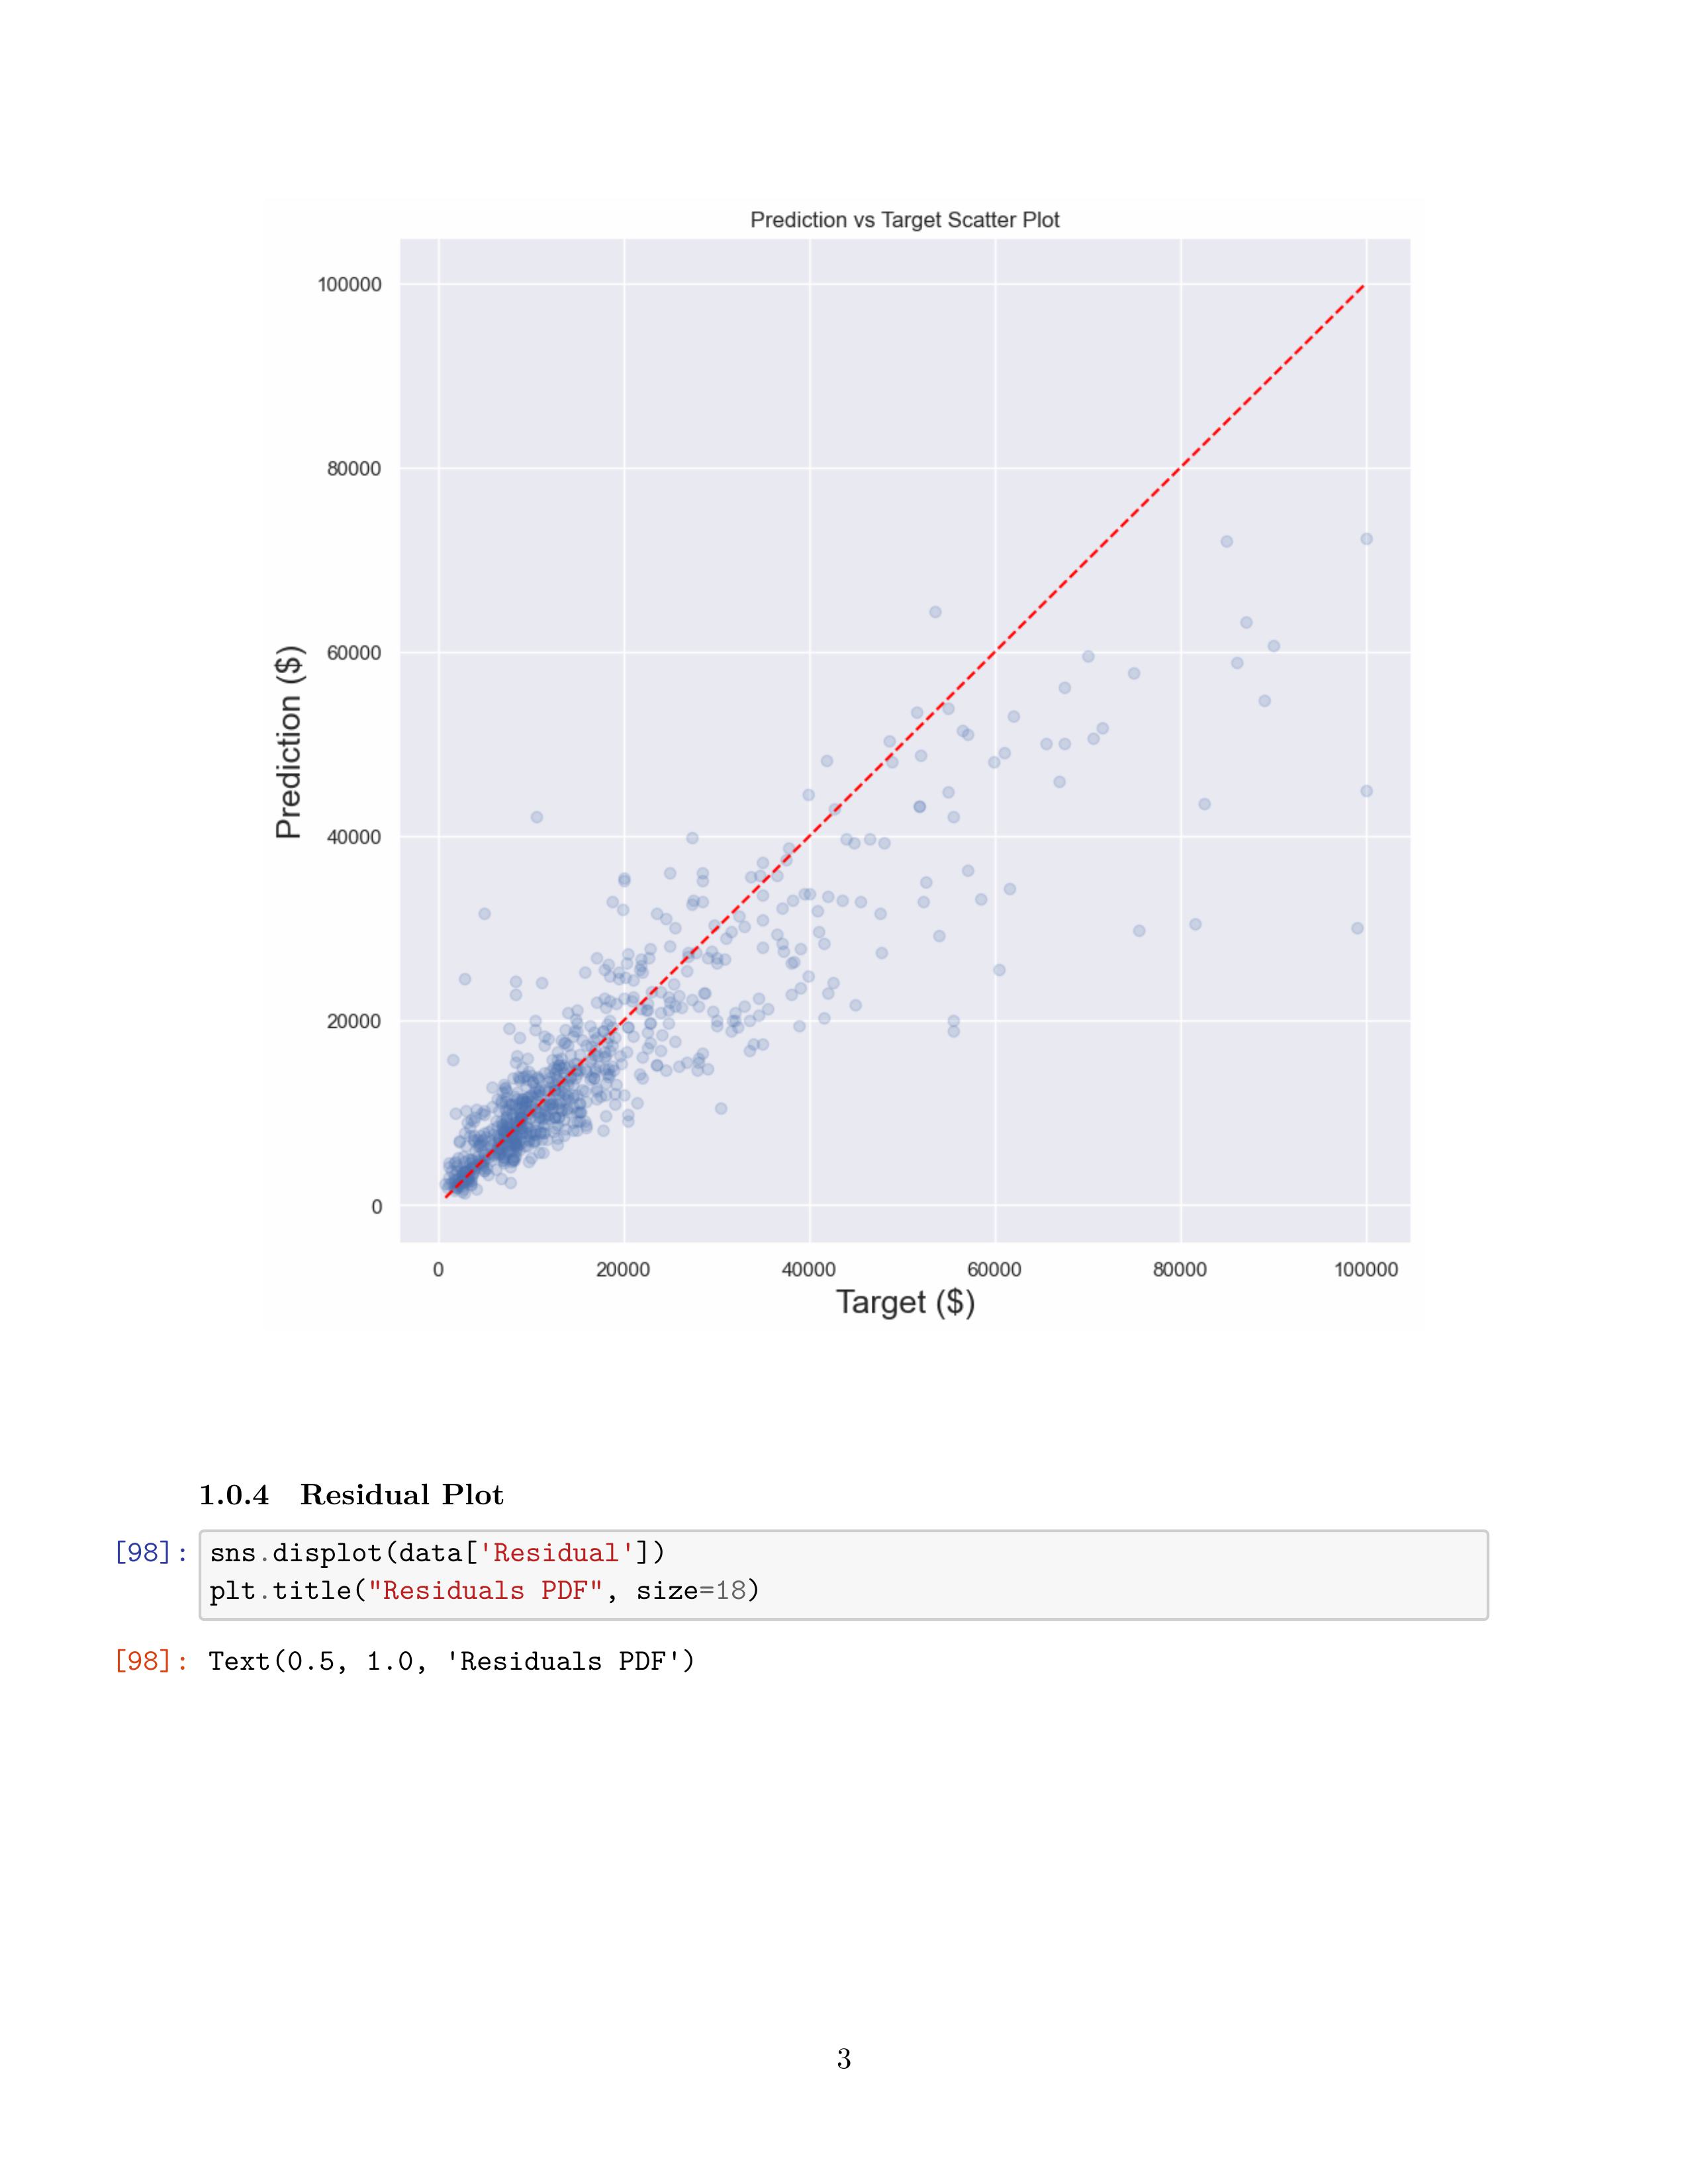 Prediction vs Target Scatter Plot
100000
80000
60000
40000
20000
0
Prediction ($)
0 20000 40000 60000 80000 100000
Target ($)
1.0.4 Residual Plot
[98]: sns.displot(data['Residual'])
plt.title("Residuals PDF", size=18)
[98]: Text(0.5, 1.0, 'Residuals PDF')
3